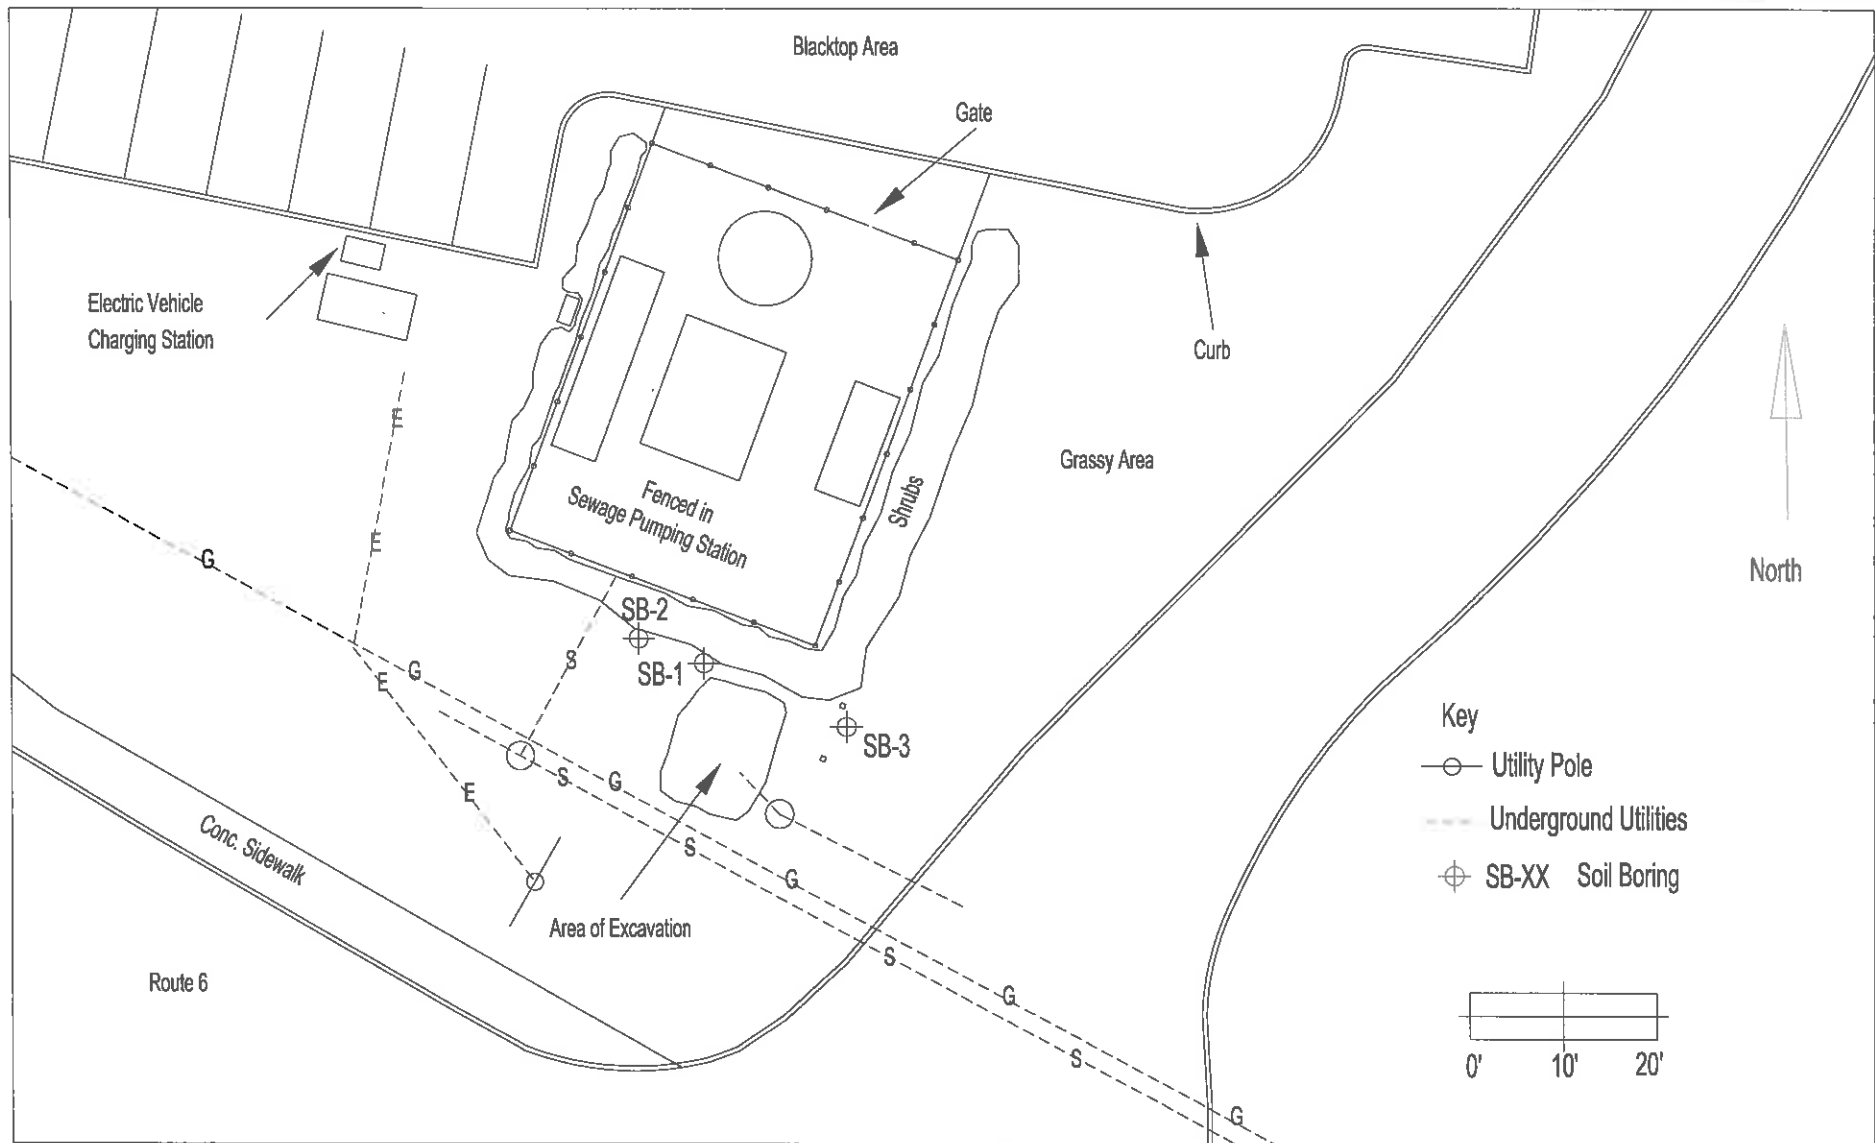 Blacktop Area
Gate
Electric Vehicle
Charging Station
Curb
Grassy Area
Shrubs
Fenced in
Sewage Pumping Station
North
E
E
G
SB-2
S
SB-1
G
E
SB-3
S
G
E
S
G
S
G
S
G
Conc. Sidewalk
Area of Excavation
Route 6
Key
Utility Pole
Underground Utilities
SB-XX Soil Boring
0' 10' 20'